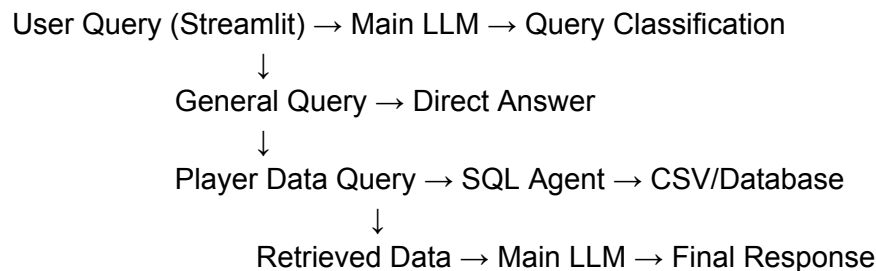 User Query (Streamlit) → Main LLM → Query Classification
↓
General Query → Direct Answer
↓
Player Data Query → SQL Agent → CSV/Database
↓
Retrieved Data → Main LLM → Final Response